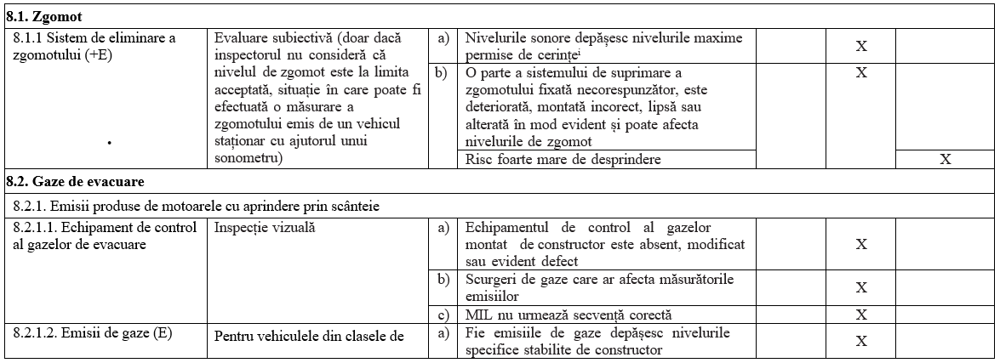 8.1. Zgomot
8.1.1 Sistem de eliminare a
zgomotului (+E)
Evaluare subiectivă (doar dacă
inspectorul nu consideră că
nivelul de zgomot este la limita
acceptată, situație în care poate fi
efectuată o măsurare a
zgomotului emis de un vehicul
staționar cu ajutorul unui
sonometru)
a) Nivelurile sonore depășesc nivelurile maxime
permise de cerințeⁱ
X
b) O parte a sistemului de suprimare a
zgomotului fixată necorespunzător, este
deteriorată, montată incorect, lipsă sau
alterată în mod evident și poate afecta
nivelurile de zgomot
X
Risc foarte mare de desprindere
X
8.2. Gaze de evacuare
8.2.1. Emisii produse de motoarele cu aprindere prin scânteie
8.2.1.1. Echipament de control
al gazelor de evacuare
Inspecție vizuală
a) Echipamentul de control al gazelor
montat de constructor este absent, modificat
sau evident defect
X
b) Scurgeri de gaze care ar afecta măsurătorile
emisiilor
X
c) MIL nu urmează secvență corectă
X
8.2.1.2. Emisii de gaze (E)
Pentru vehiculele din clasele de
a) Fie emisiile de gaze depășesc nivelurile
specifice stabilite de constructor
X